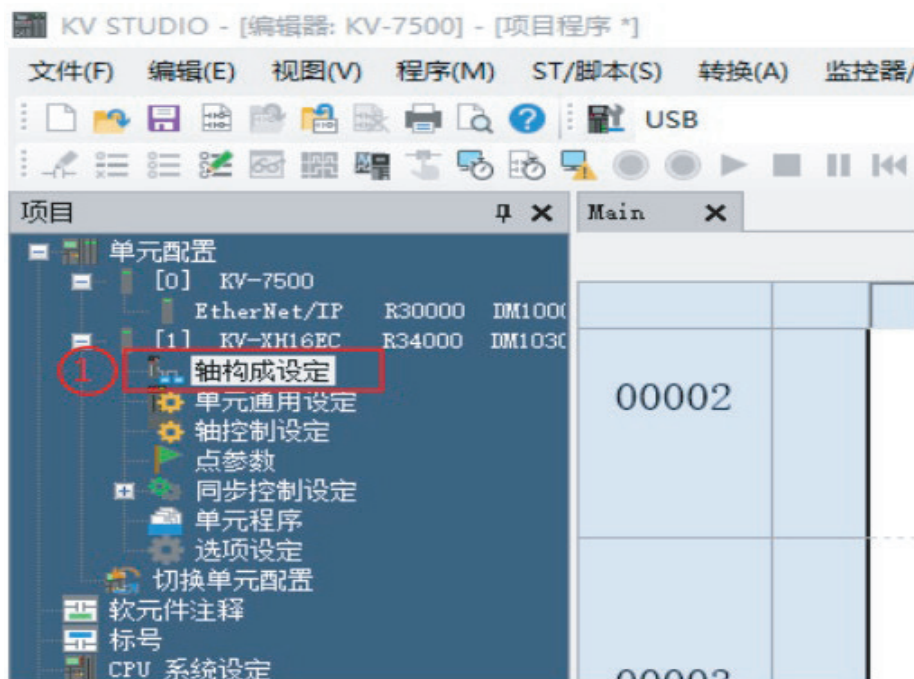 KV STUDIO - [编辑器: KV-7500] - [项目程序 *]
文件(F) 编辑(E) 视图(V) 程序(M) ST/脚本(S) 转换(A) 监控器/
USB
项目
Main
单元配置
[0] KV-7500
EtherNet/IP R30000 DM1000
[1] KV-XH16EC R34000 DM1030
① 轴构成设定
单元通用设定
轴控制设定
点参数
同步控制设定
单元程序
选项设定
切换单元配置
软元件注释
标号
CPU 系统设定
00002
00003